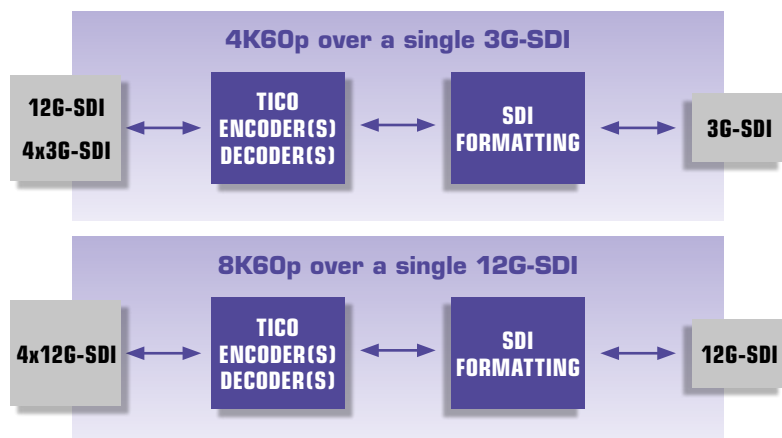 4K60p over a single 3G-SDI
12G-SDI
4x3G-SDI
TICO
ENCODER(S)
DECODER(S)
SDI
FORMATTING
3G-SDI
8K60p over a single 12G-SDI
4x12G-SDI
TICO
ENCODER(S)
DECODER(S)
SDI
FORMATTING
12G-SDI